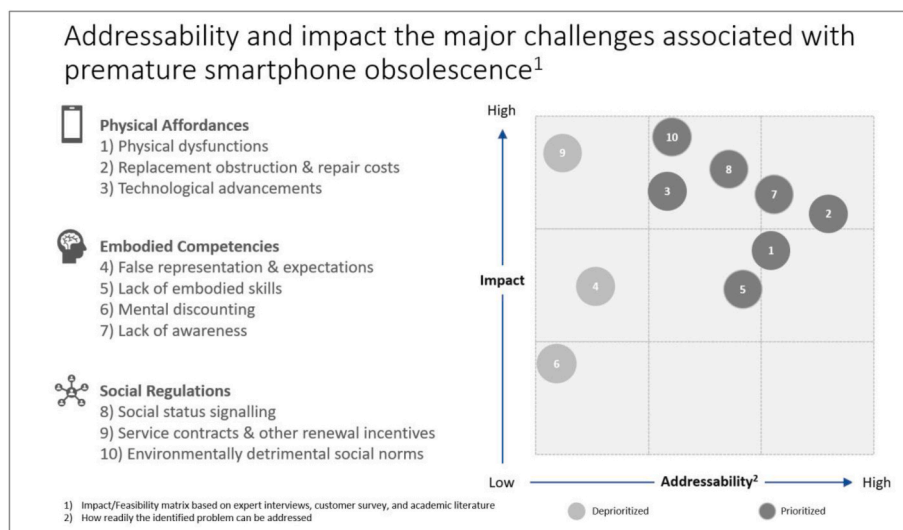 Addressability and impact the major challenges associated with
premature smartphone obsolescence1
Physical Affordances
1) Physical dysfunctions
2) Replacement obstruction & repair costs
3) Technological advancements
Embodied Competencies
4) False representation & expectations
5) Lack of embodied skills
6) Mental discounting
7) Lack of awareness
Social Regulations
8) Social status signalling
9) Service contracts & other renewal incentives
10) Environmentally detrimental social norms
High
10
9
8
3
7
2
1
Impact
4
5
6
Low
Addressability2
High
Deprioritized
Prioritized
1) Impact/Feasibility matrix based on expert interviews, customer survey, and academic literature
2) How readily the identified problem can be addressed